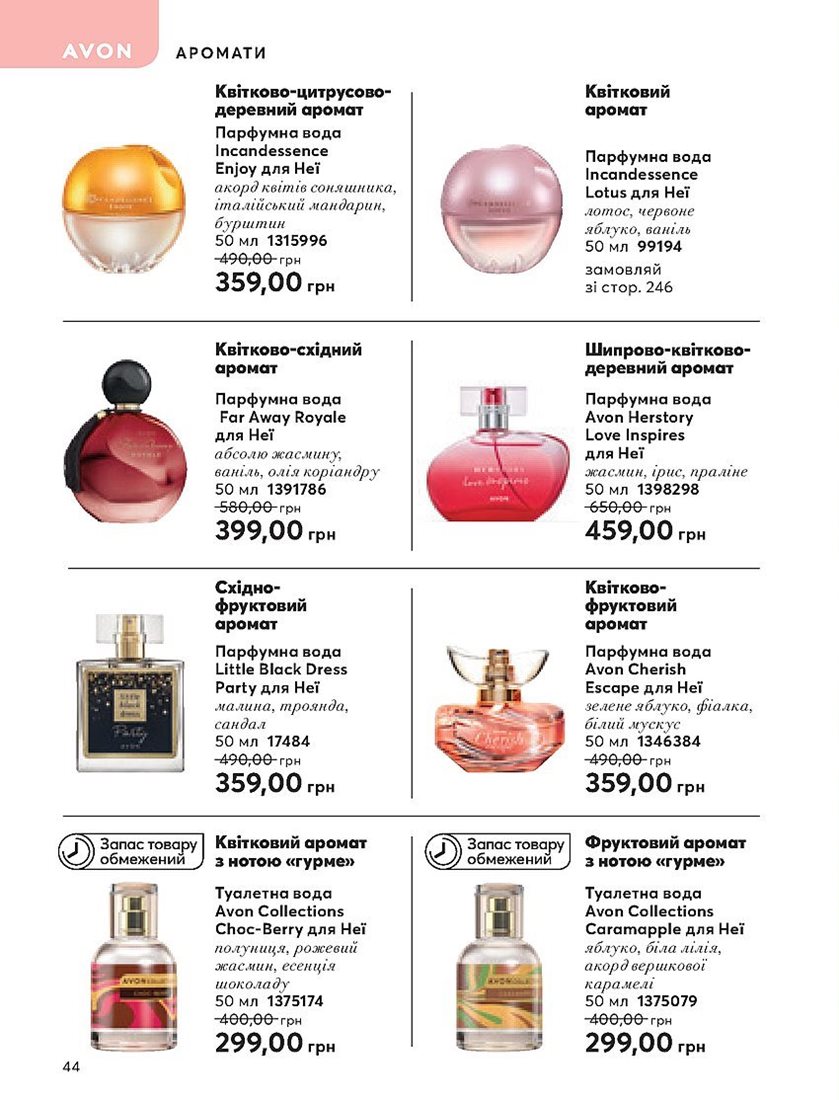 AVON
АРОМАТИ
Квітково-цитрусово-
деревний аромат
Парфумна вода
Incandessence
Enjoy для Неї
акорд квітів соняшника,
італійський мандарин,
бурштин
50 мл 1315996
490,00 грн
359,00 грн
Квітковий
аромат
Парфумна вода
Incandessence
Lotus для Неї
лотос, червоне
яблуко, ваніль
50 мл 99194
замовляй
зі стор. 246
Квітково-східний
аромат
Парфумна вода
Far Away Royale
для Неї
абсолю жасмину,
ваніль, олія коріандру
50 мл 1391786
580,00 грн
399,00 грн
HERSTORY
love inspires
AVON
Шипрово-квітково-
деревний аромат
Парфумна вода
Avon Herstory
Love Inspires
для Неї
жасмин, ірис, праліне
50 мл 1398298
650,00 грн
459,00 грн
little
black
dress
Party
AVON
Східно-
фруктовий
аромат
Парфумна вода
Little Black Dress
Party для Неї
малина, троянда,
сандал
50 мл 17484
490,00 грн
359,00 грн
Cherish
Квітково-
фруктовий
аромат
Парфумна вода
Avon Cherish
Escape для Неї
зелене яблуко, фіалка,
білий мускус
50 мл 1346384
490,00 грн
359,00 грн
Запас товару
обмежений
Квітковий аромат
з нотою «гурме»
Туалетна вода
Avon Collections
Choc-Berry для Неї
полуниця, рожевий
жасмин, есенція
шоколаду
50 мл 1375174
400,00 грн
299,00 грн
Запас товару
обмежений
Фруктовий аромат
з нотою «гурме»
Туалетна вода
Avon Collections
Caramapple для Неї
яблуко, біла лілія,
акорд вершкової
карамелі
50 мл 1375079
400,00 грн
299,00 грн
44